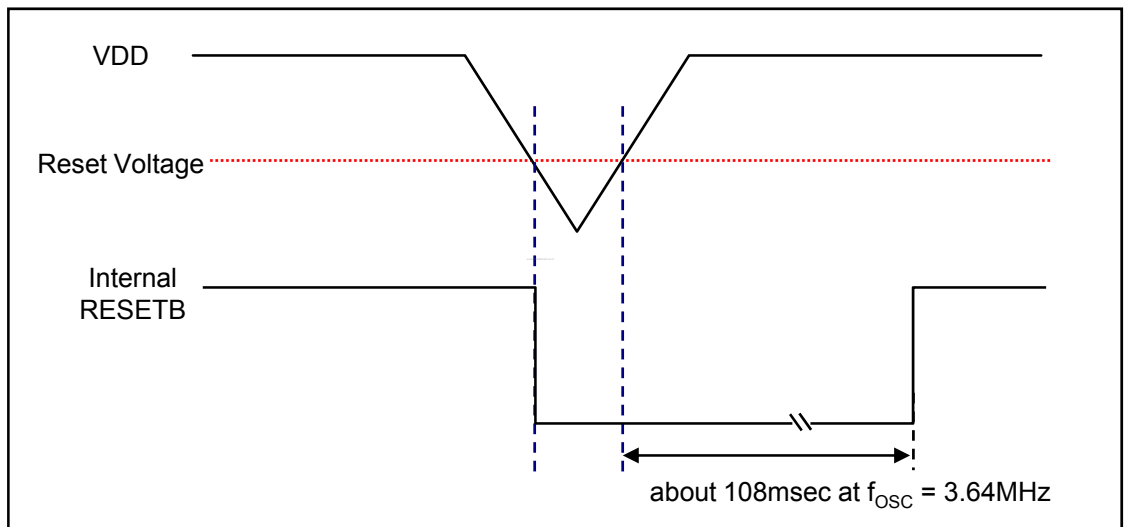 VDD
Reset Voltage
Internal
RESETB
about 108msec at fOSC = 3.64MHz